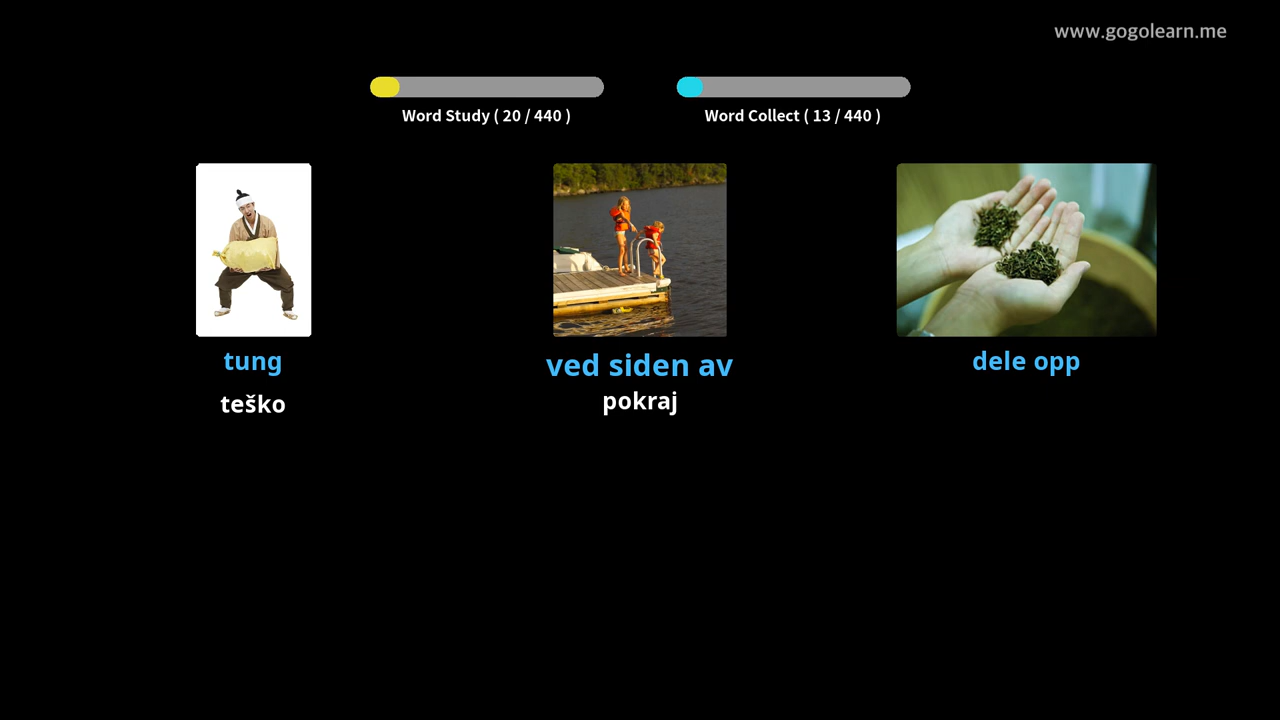 www.gogolearn.me
Word Study ( 20 / 440 )
Word Collect ( 13 / 440 )
tung
teško
ved siden av
pokraj
dele opp